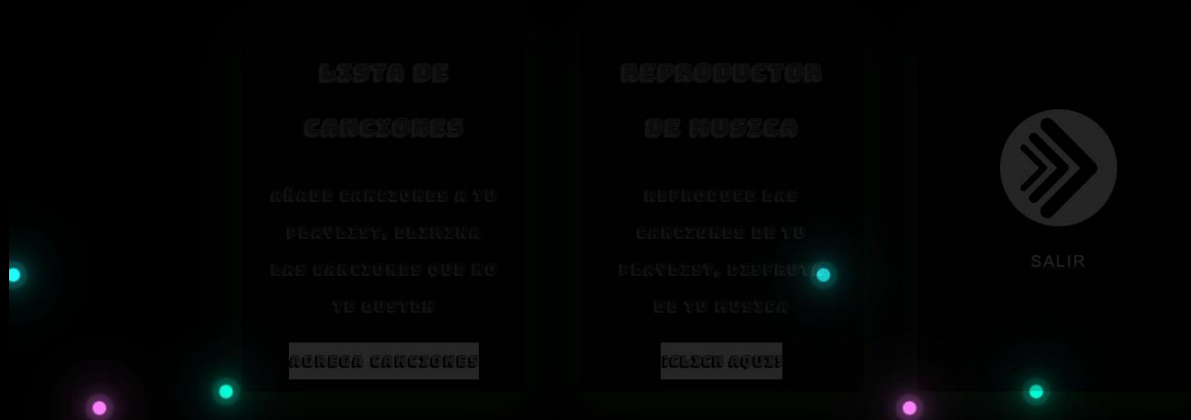 LISTA DE
CANCIONES
AÑADE CANCIONES A TU
PLAYLIST, ELIMINA
LAS CANCIONES QUE NO
TE GUSTEN
AGREGA CANCIONES
REPRODUCTOR
DE MUSICA
REPRODUCE LAS
CANCIONES DE TU
PLAYLIST, DISFRUTA
DE TU MUSICA
¡CLICK AQUI!
SALIR